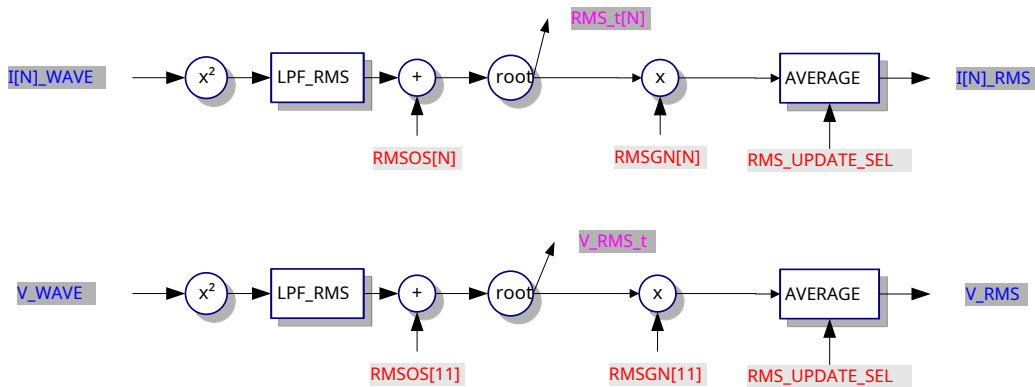 RMS_t[N]
I[N]_WAVE
x²
LPF_RMS
+
root
x
AVERAGE
I[N]_RMS
RMSOS[N]
RMSGN[N]
RMS_UPDATE_SEL
V_RMS_t
V_WAVE
x²
LPF_RMS
+
root
x
AVERAGE
V_RMS
RMSOS[11]
RMSGN[11]
RMS_UPDATE_SEL